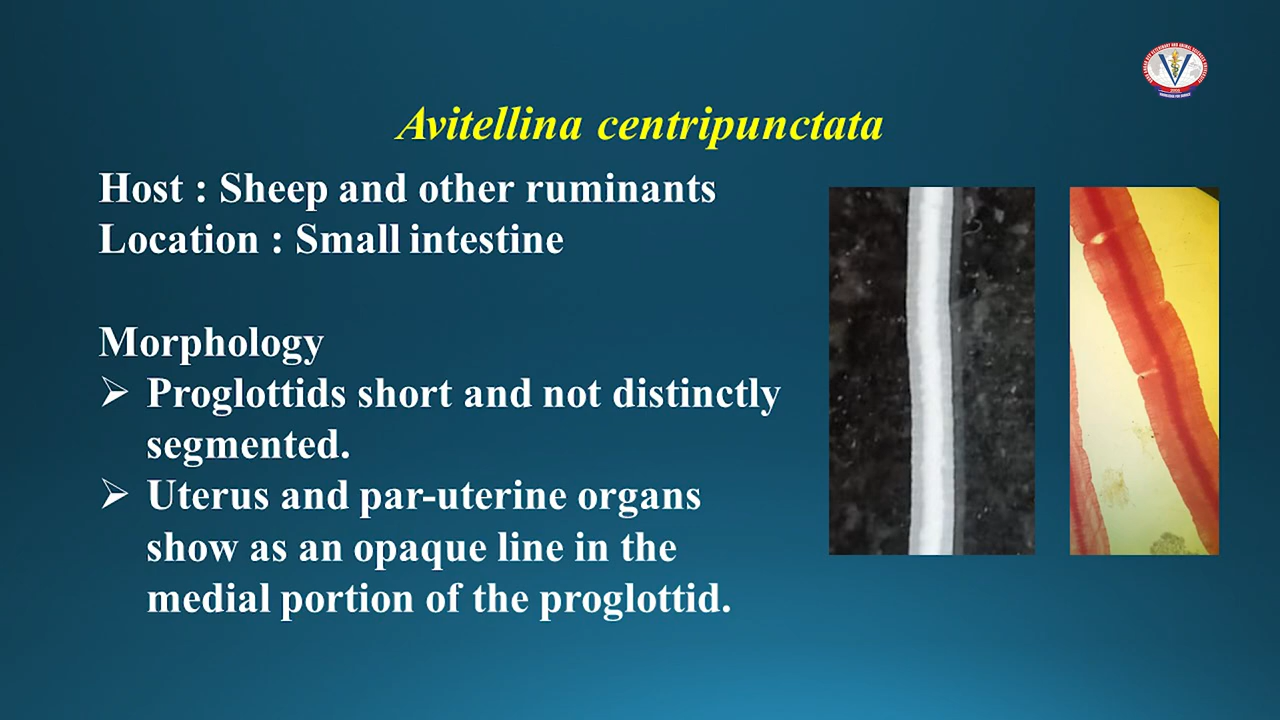 Avitellina centripunctata
Host : Sheep and other ruminants
Location : Small intestine
Morphology
➢ Proglottids short and not distinctly
segmented.
➢ Uterus and par-uterine organs
show as an opaque line in the
medial portion of the proglottid.